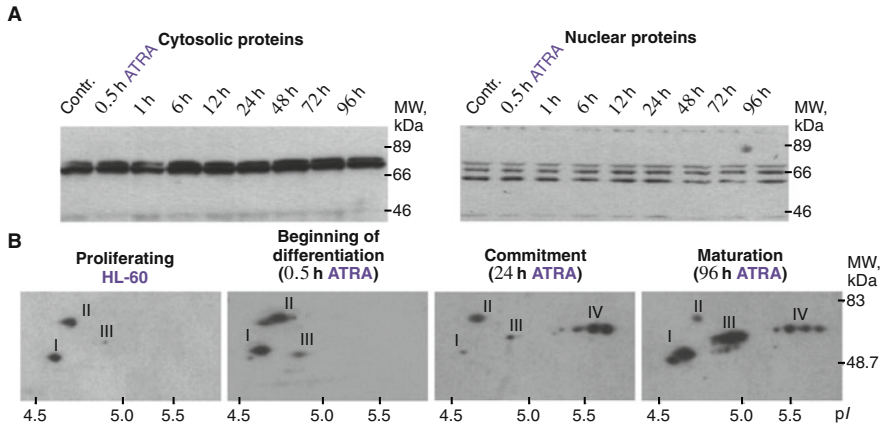 A
Cytosolic proteins
Contr.
0.5 h ATRA
1 h
6 h
12 h
24 h
48 h
72 h
96 h
MW,
kDa
89
66
46
Nuclear proteins
Contr.
0.5 h ATRA
1 h
6 h
12 h
24 h
48 h
72 h
96 h
MW,
kDa
89
66
46
B
Proliferating
HL-60
I
II
III
4.5 5.0 5.5
Beginning of
differentiation
(0.5 h ATRA)
I
II
III
4.5 5.0 5.5
Commitment
(24 h ATRA)
I
II
III
IV
4.5 5.0 5.5
Maturation
(96 h ATRA)
I
II
III
IV
4.5 5.0 5.5
MW,
kDa
83
48.7
pI